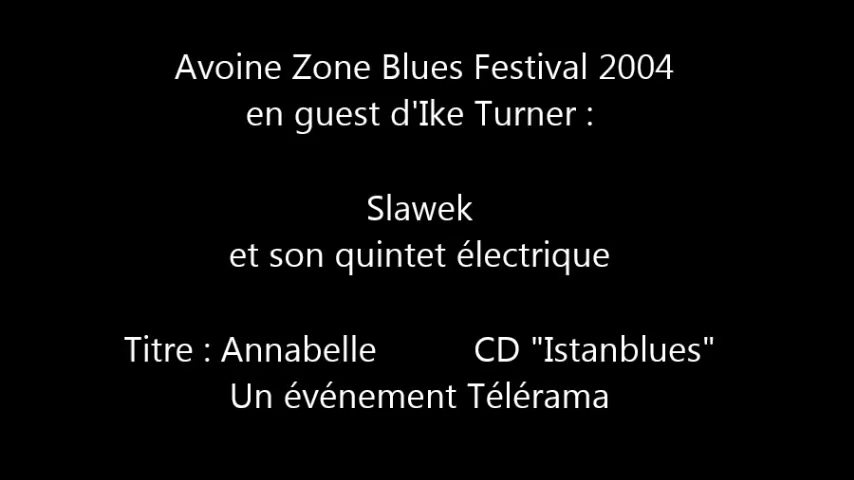 Avoine Zone Blues Festival 2004
en guest d'Ike Turner :
Slawek
et son quintet électrique
Titre : Annabelle CD "Istanblues"
Un événement Télérama